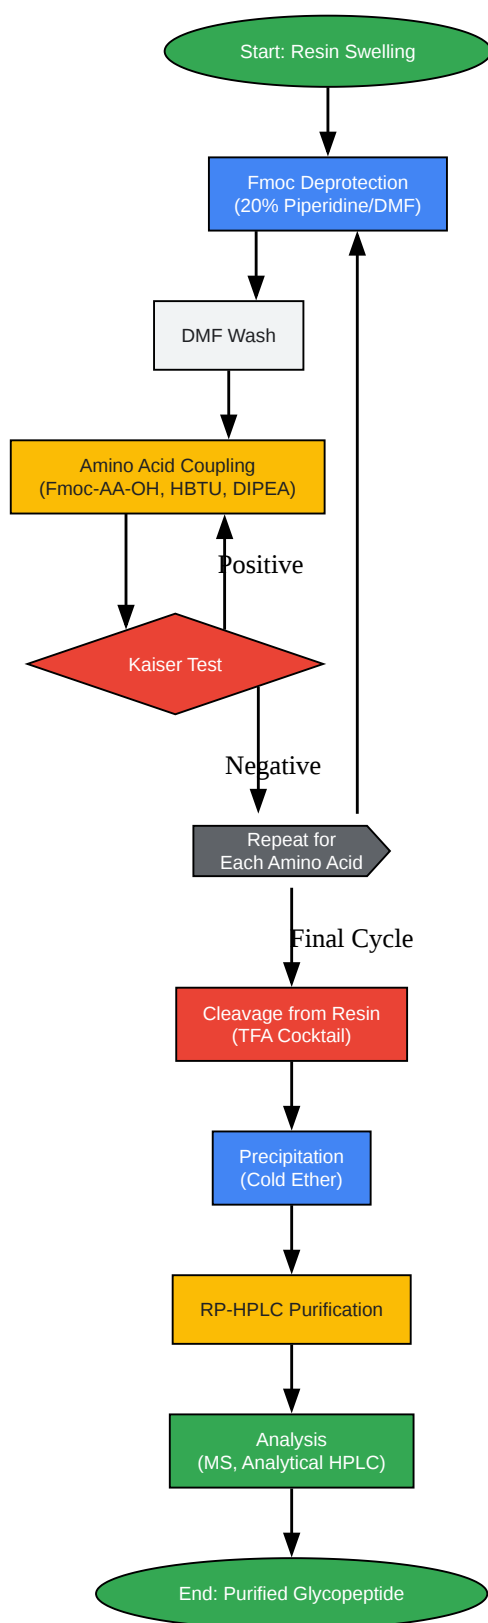 Start: Resin Swelling
Fmoc Deprotection
(20% Piperidine/DMF)
DMF Wash
Amino Acid Coupling
(Fmoc-AA-OH, HBTU, DIPEA)
Positive
Kaiser Test
Negative
Repeat for
Each Amino Acid
Final Cycle
Cleavage from Resin
(TFA Cocktail)
Precipitation
(Cold Ether)
RP-HPLC Purification
Analysis
(MS, Analytical HPLC)
End: Purified Glycopeptide